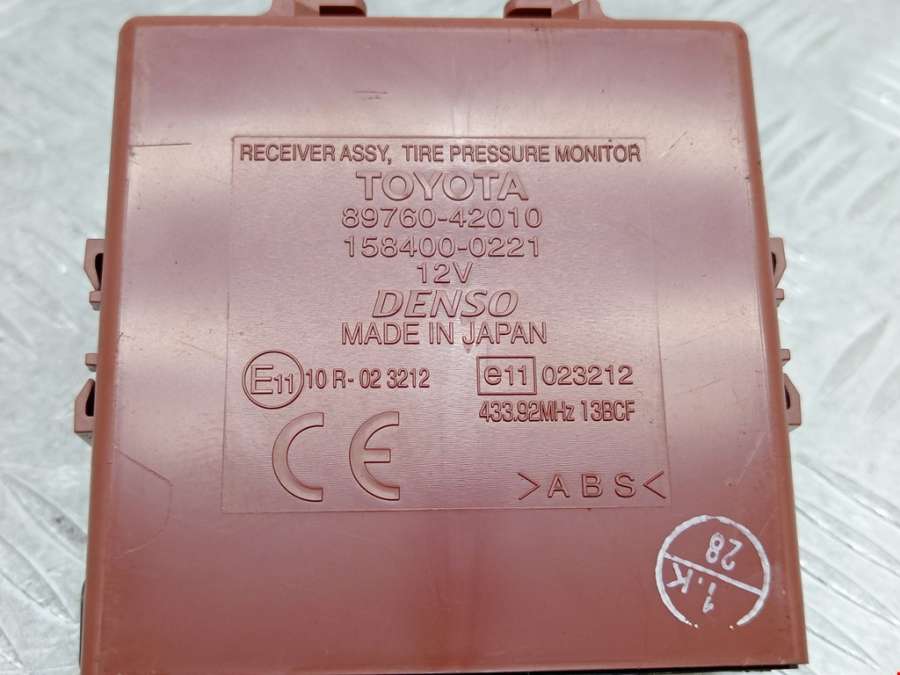 RECEIVER ASSY, TIRE PRESSURE MONITOR
TOYOTA
89760-42010
158400-0221
12V
DENSO
MADE IN JAPAN
E11 10 R-02 3212
e11 023212
433.92MHz 13BCF
CE
>ABS<
1.K
28